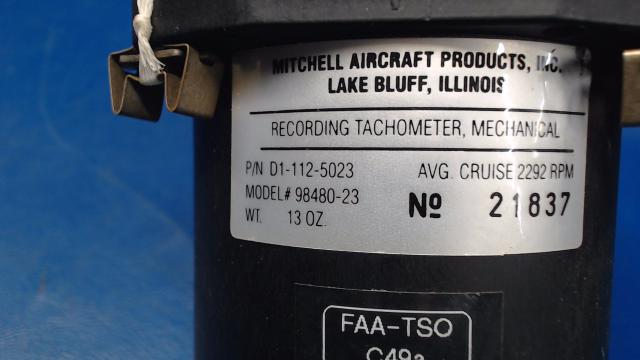 MITCHELL AIRCRAFT PRODUCTS, INC.
LAKE BLUFF, ILLINOIS
RECORDING TACHOMETER, MECHANICAL
P/N D1-112-5023 AVG. CRUISE 2292 RPM
MODEL# 98480-23 Nº 21837
WT. 13 OZ.
FAA-TSO
C49a